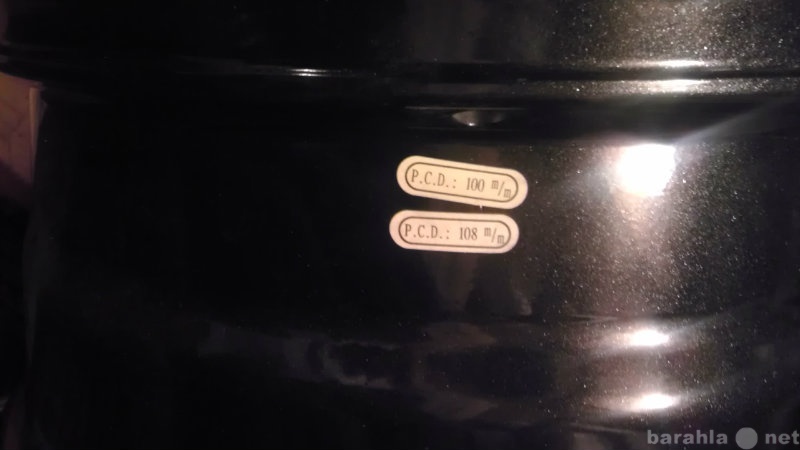 P.C.D.: 100 m/m
P.C.D.: 108 m/m
barahla net